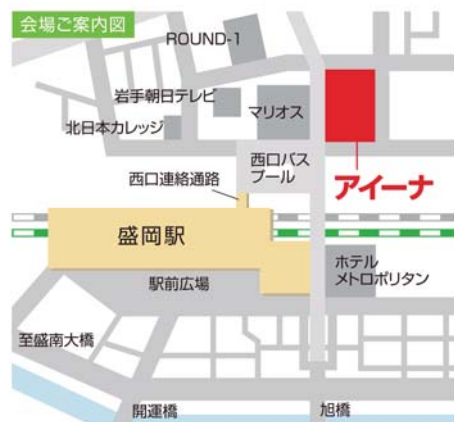 会場ご案内図
ROUND-1
岩手朝日テレビ
北日本カレッジ
マリオス
西口バス
プール
西口連絡通路
アイーナ
盛岡駅
ホテル
メトロポリタン
駅前広場
至盛南大橋
開運橋
旭橋